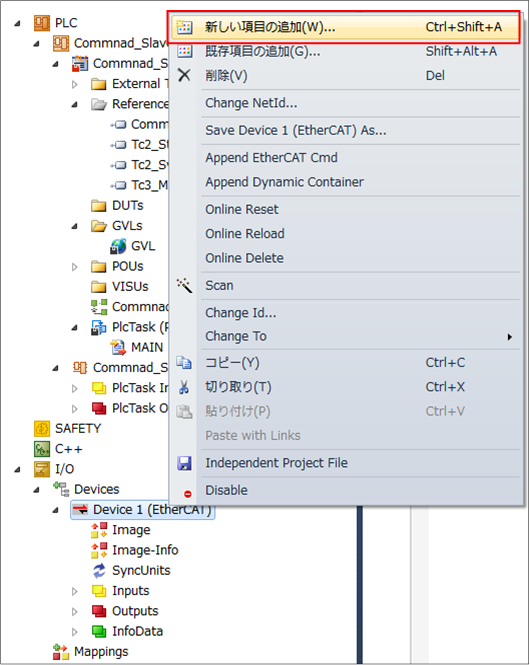 PLC
Commnad_Slav
Commnad_S
External T
Reference
Comm
Tc2_St
Tc2_Sy
Tc3_M
DUTs
GVLs
GVL
POUs
VISUs
Commnad
PlcTask (P
MAIN
Commnad_S
PlcTask In
PlcTask O
SAFETY
C++
I/O
Devices
Device 1 (EtherCAT)
Image
Image-Info
SyncUnits
Inputs
Outputs
InfoData
Mappings
新しい項目の追加(W)... Ctrl+Shift+A
既存項目の追加(G)... Shift+Alt+A
削除(V) Del
Change NetId...
Save Device 1 (EtherCAT) As...
Append EtherCAT Cmd
Append Dynamic Container
Online Reset
Online Reload
Online Delete
Scan
Change Id...
Change To
コピー(Y) Ctrl+C
切り取り(T) Ctrl+X
貼り付け(P) Ctrl+V
Paste with Links
Independent Project File
Disable